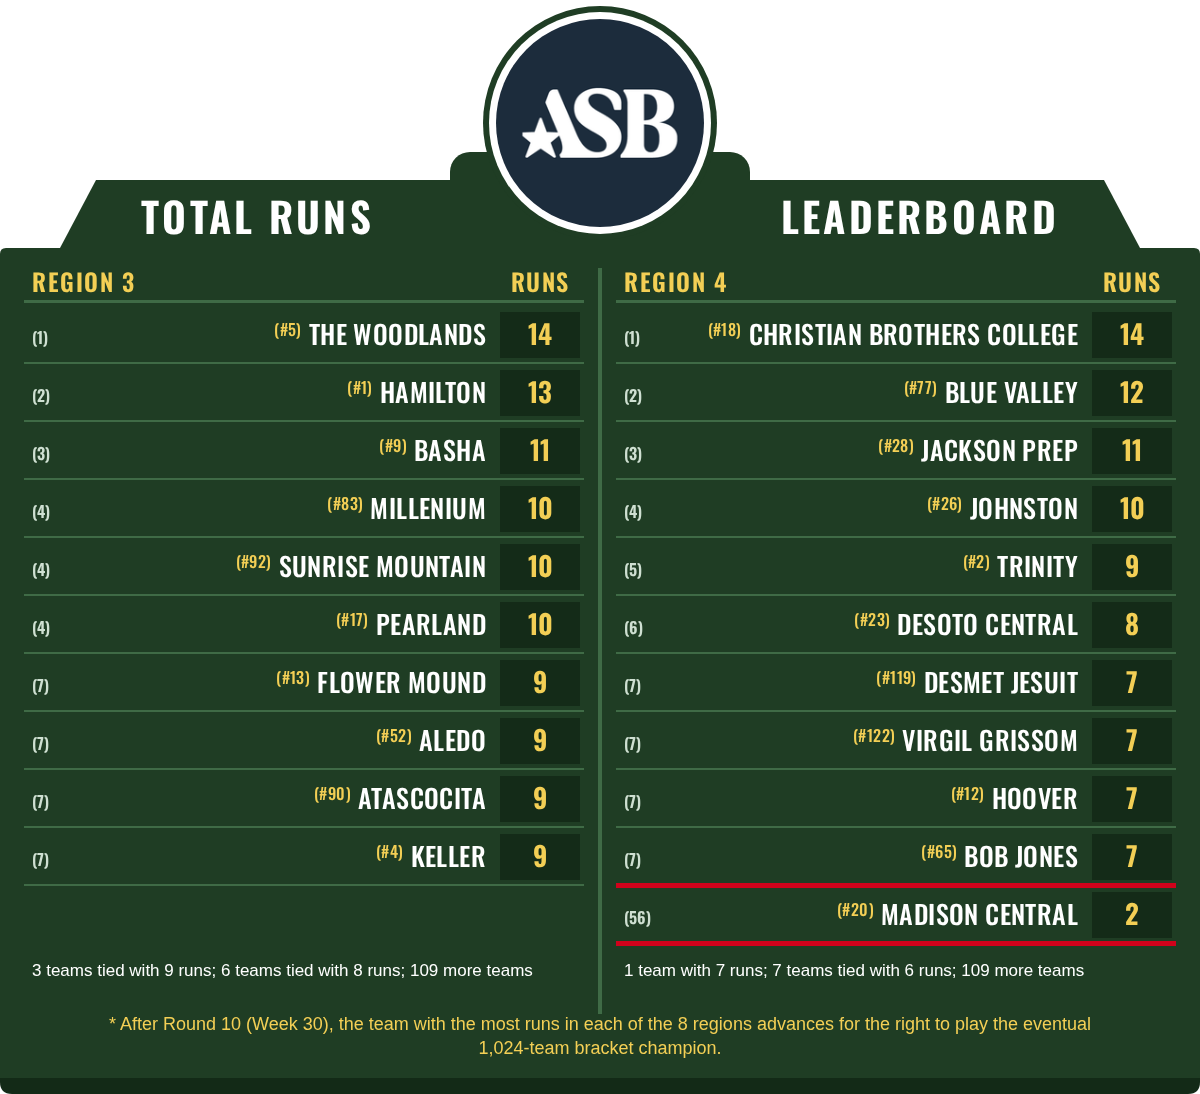 ASB
TOTAL RUNS
LEADERBOARD
REGION 3 RUNS
(1) (#5) THE WOODLANDS 14
(2) (#1) HAMILTON 13
(3) (#9) BASHA 11
(4) (#83) MILLENIUM 10
(4) (#92) SUNRISE MOUNTAIN 10
(4) (#17) PEARLAND 10
(7) (#13) FLOWER MOUND 9
(7) (#52) ALEDO 9
(7) (#90) ATASCOCITA 9
(7) (#4) KELLER 9
3 teams tied with 9 runs; 6 teams tied with 8 runs; 109 more teams
REGION 4 RUNS
(1) (#18) CHRISTIAN BROTHERS COLLEGE 14
(2) (#77) BLUE VALLEY 12
(3) (#28) JACKSON PREP 11
(4) (#26) JOHNSTON 10
(5) (#2) TRINITY 9
(6) (#23) DESOTO CENTRAL 8
(7) (#119) DESMET JESUIT 7
(7) (#122) VIRGIL GRISSOM 7
(7) (#12) HOOVER 7
(7) (#65) BOB JONES 7
(56) (#20) MADISON CENTRAL 2
1 team with 7 runs; 7 teams tied with 6 runs; 109 more teams
* After Round 10 (Week 30), the team with the most runs in each of the 8 regions advances for the right to play the eventual
1,024-team bracket champion.